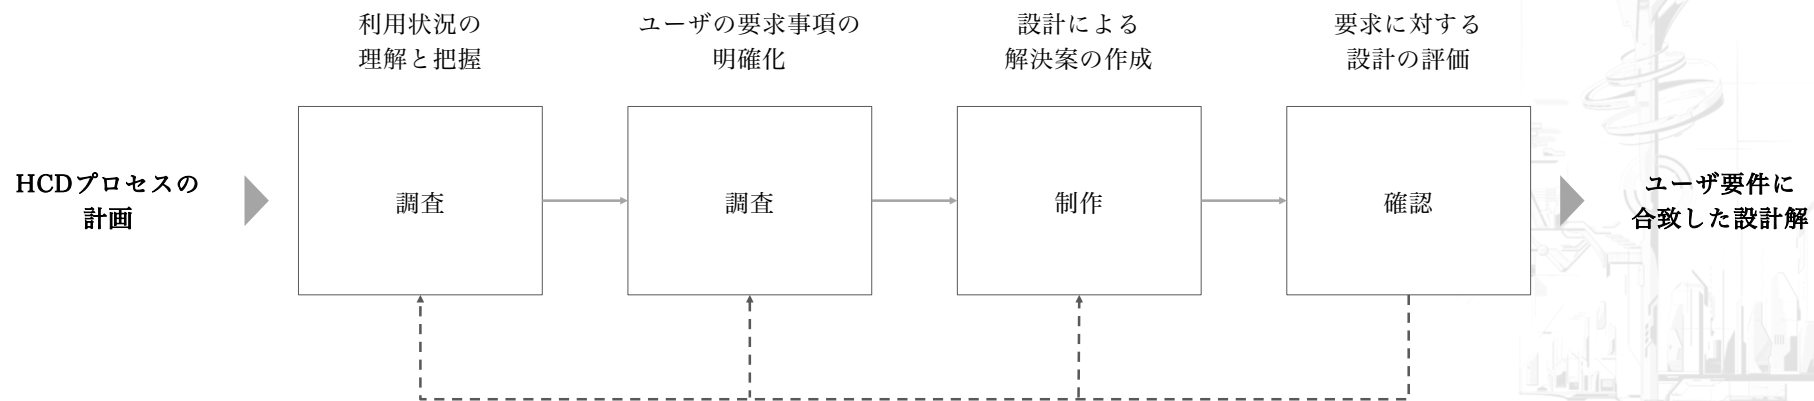 利用状況の
理解と把握
ユーザの要求事項の
明確化
設計による
解決案の作成
要求に対する
設計の評価
HCDプロセスの
計画
調査
調査
制作
確認
ユーザ要件に
合致した設計解